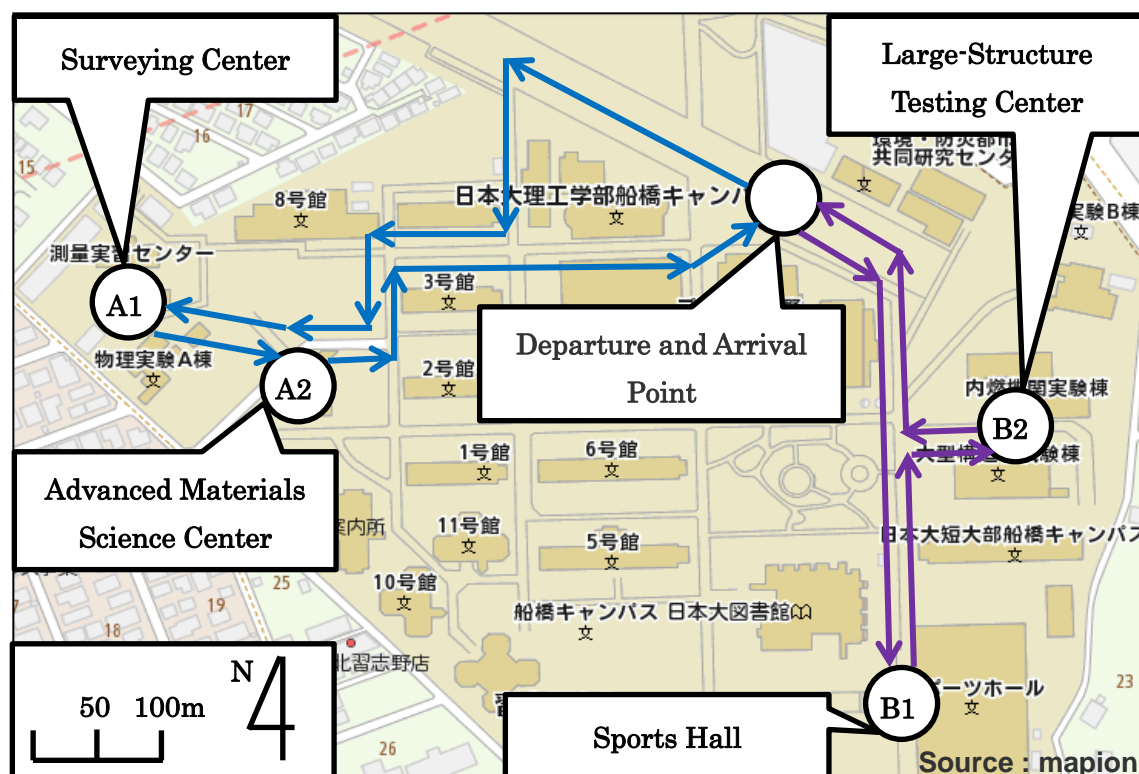 Surveying Center
Large-Structure
Testing Center
17
16
15
環境・防災都市
共同研究センタ
8号館
日本大理工学部船橋キャンパ
文
文
文
実験B棟
文
測量実習センター
A1
3号館
文
Departure and Arrival
Point
物理実験A棟
文
A2
2号館
文
内燃機関実験棟
B2
1号館
文
6号館
文
文
Advanced Materials
Science Center
案内所
11号館
文
5号館
文
日本大短大部船橋キャンパス
文
25
10号館
文
19
18
船橋キャンパス 日本大図書館
文
北習志野店
N
50 100m
26
B1
ポーツホール
文
23
Sports Hall
Source : mapion